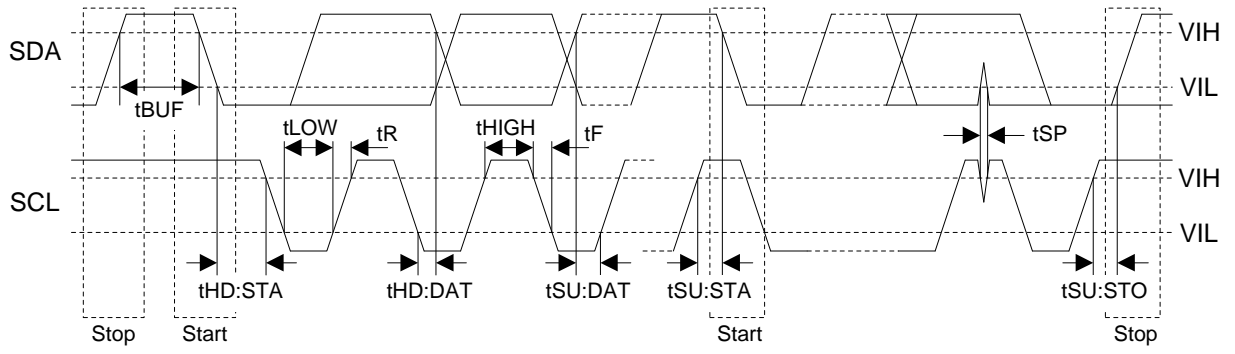 SDA
VIH
VIL
tBUF
tLOW
tR
tHIGH
tF
tSP
SCL
VIH
VIL
tHD:STA
tHD:DAT
tSU:DAT
tSU:STA
tSU:STO
Stop
Start
Start
Stop